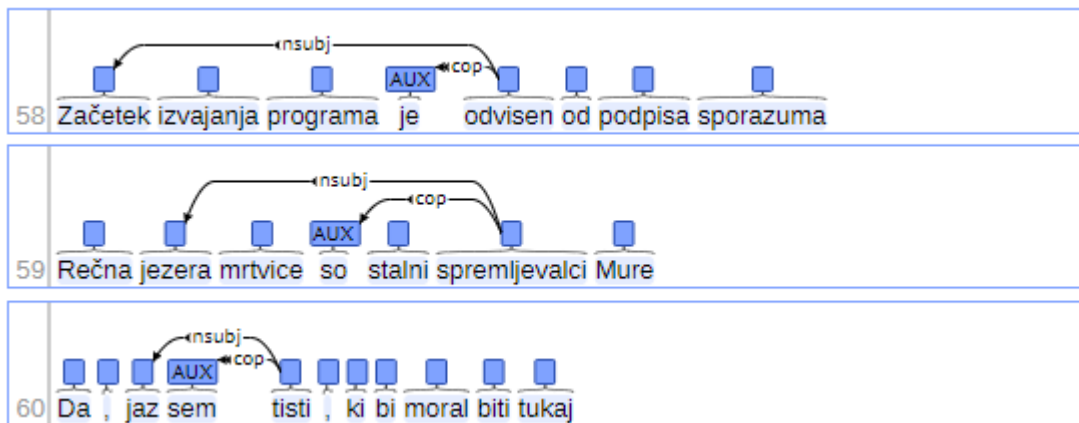 nsubj
AUX cop
58 Začetek izvajanja programa je odvisen od podpisa sporazuma
nsubj
cop
AUX
59 Rečna jezera mrtvice so stalni spremljevalci Mure
nsubj
AUX cop
60 Da , jaz sem tisti , ki bi moral biti tukaj